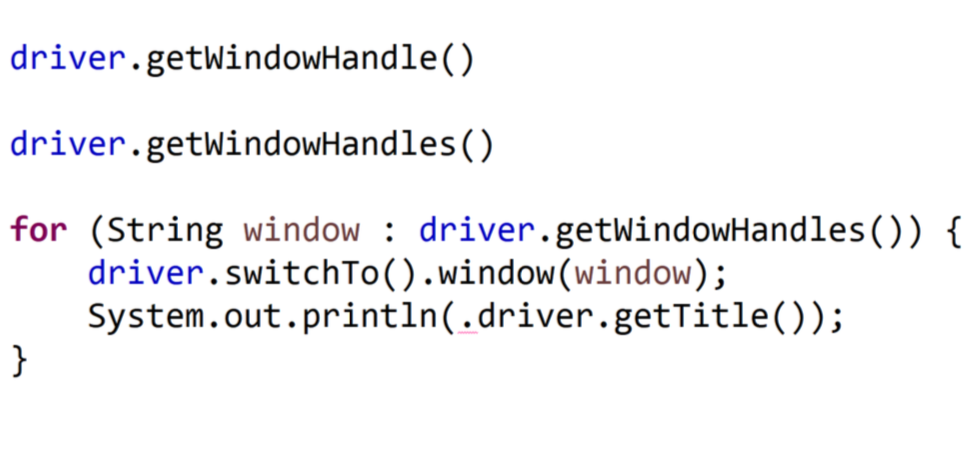 driver.getWindowHandle()
driver.getWindowHandles()
for (String window : driver.getWindowHandles()) {
    driver.switchTo().window(window);
    System.out.println(.driver.getTitle());
}